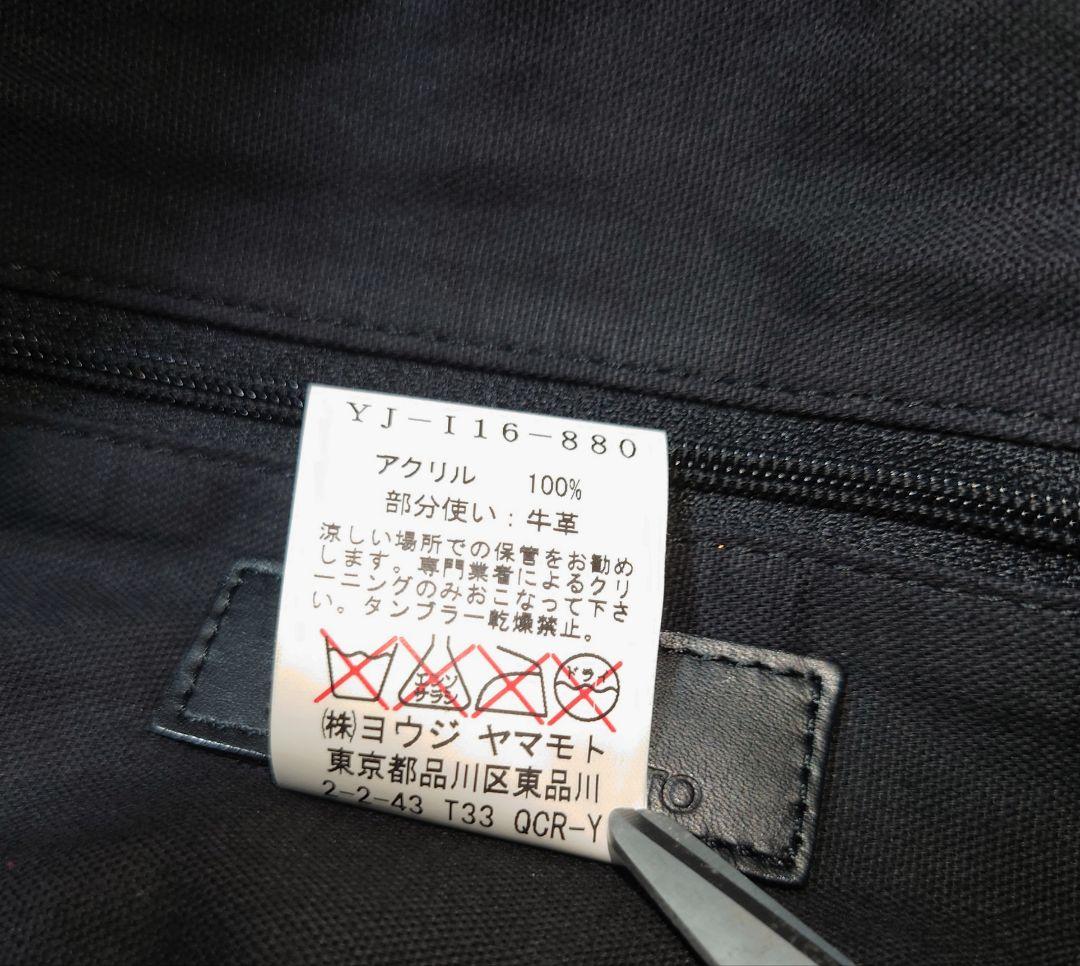 YJ-I16-880
アクリル 100%
部分使い：牛革
涼しい場所での保管をお勧め
します。専門業者によるクリ
ーニングのみおこなって下さ
い。タンブラー乾燥禁止。
エンソ
サラシ
ドライ
(株)ヨウジ ヤマモト
東京都品川区東品川
2-2-43 T33 QCR-Y
TO